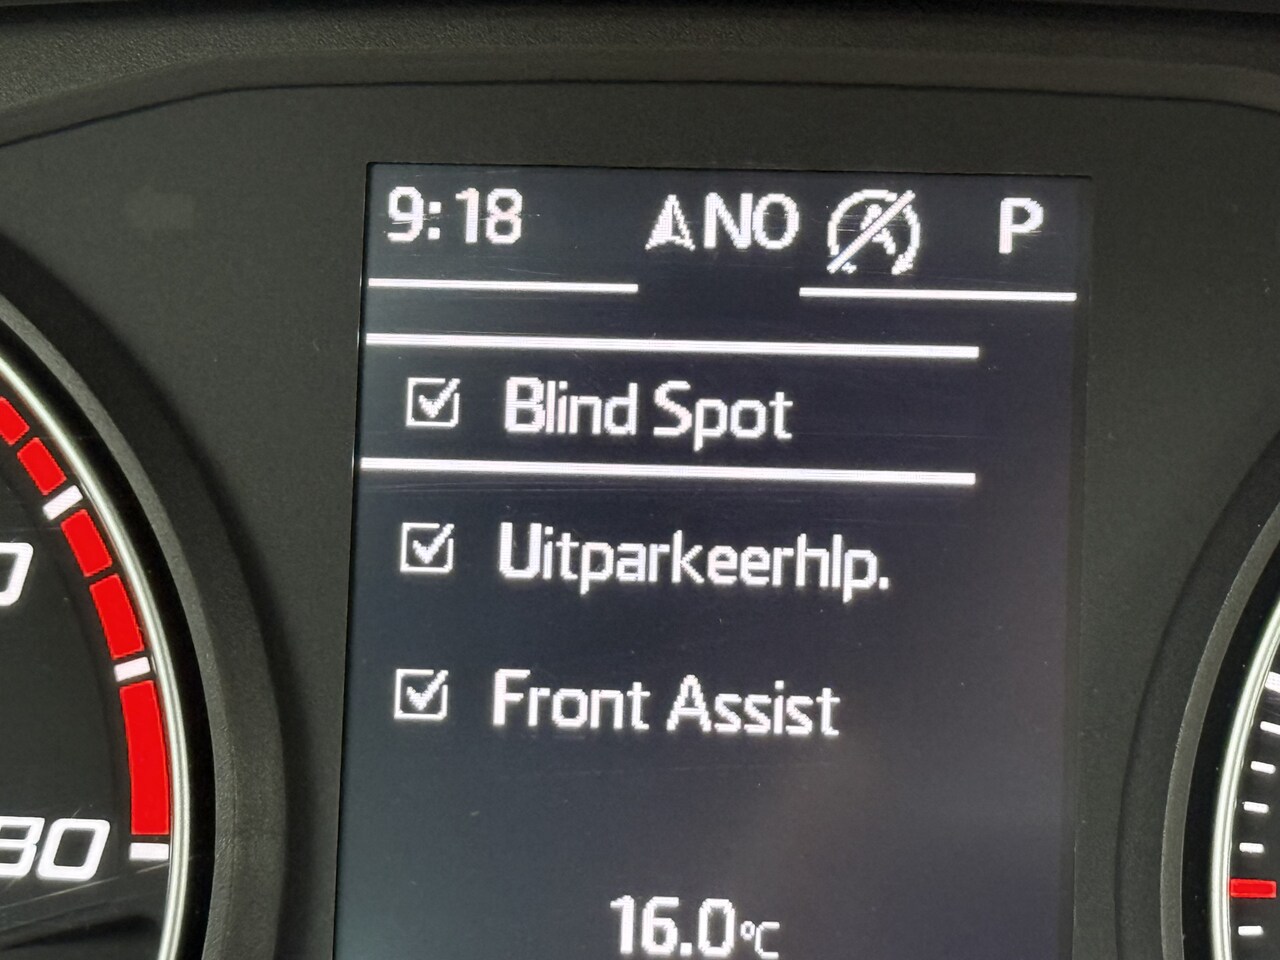 9:18 NO P
Blind Spot
Uitparkeerhlp.
Front Assist
16.0°C